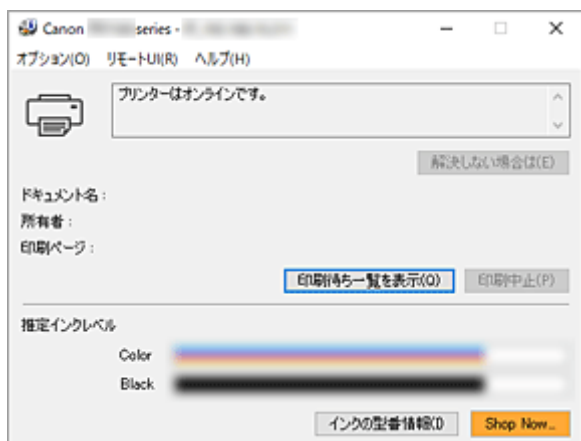 Canon series -
オプション(O) リモートUI(R) ヘルプ(H)
プリンターはオンラインです。
解決しない場合は(E)
ドキュメント名 :
所有者 :
印刷ページ :
印刷待ち一覧を表示(Q) 印刷中止(P)
推定インクレベル
Color
Black
インクの型番情報(I) Shop Now...